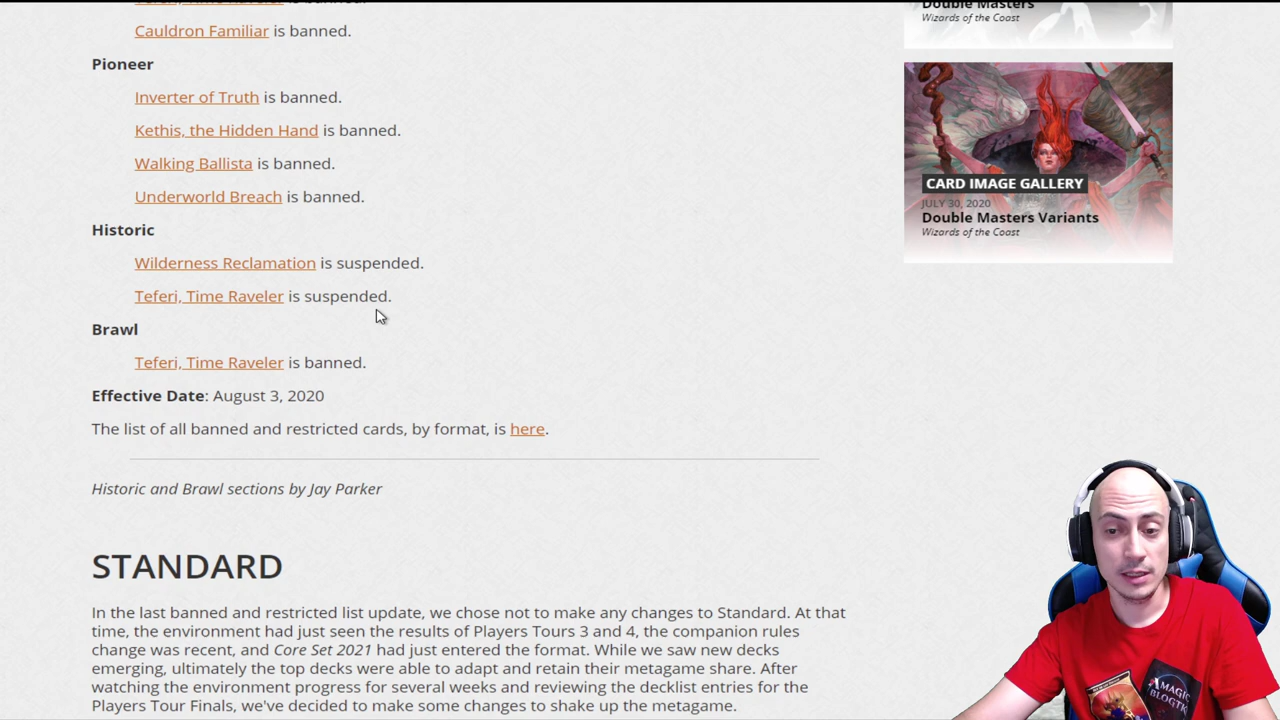 Teferi, Time Raveler is banned.
Cauldron Familiar is banned.
Pioneer
Inverter of Truth is banned.
Kethis, the Hidden Hand is banned.
Walking Ballista is banned.
Underworld Breach is banned.
Historic
Wilderness Reclamation is suspended.
Teferi, Time Raveler is suspended.
Brawl
Teferi, Time Raveler is banned.
Effective Date: August 3, 2020
The list of all banned and restricted cards, by format, is here.
Historic and Brawl sections by Jay Parker
STANDARD
In the last banned and restricted list update, we chose not to make any changes to Standard. At that
time, the environment had just seen the results of Players Tours 3 and 4, the companion rules
change was recent, and Core Set 2021 had just entered the format. While we saw new decks
emerging, ultimately the top decks were able to adapt and retain their metagame share. After
watching the environment progress for several weeks and reviewing the decklist entries for the
Players Tour Finals, we've decided to make some changes to shake up the metagame.
Double Masters
Wizards of the Coast
CARD IMAGE GALLERY
JULY 30, 2020
Double Masters Variants
Wizards of the Coast
AMAGIC
BLOGTK